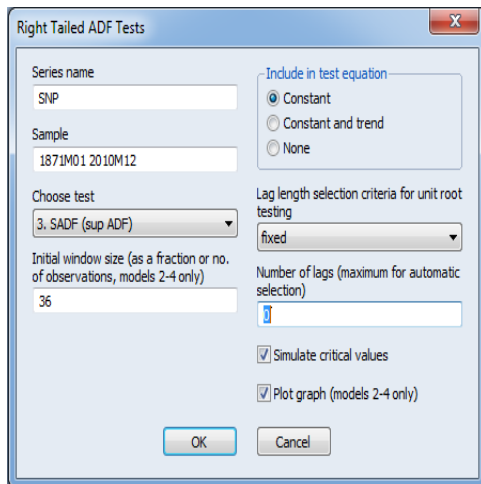 Right Tailed ADF Tests
Series name
SNP
Sample
1871M01 2010M12
Choose test
3. SADF (sup ADF)
Initial window size (as a fraction or no.
of observations, models 2-4 only)
36
Include in test equation
Constant
Constant and trend
None
Lag length selection criteria for unit root
testing
fixed
Number of lags (maximum for automatic
selection)
0
Simulate critical values
Plot graph (models 2-4 only)
OK
Cancel